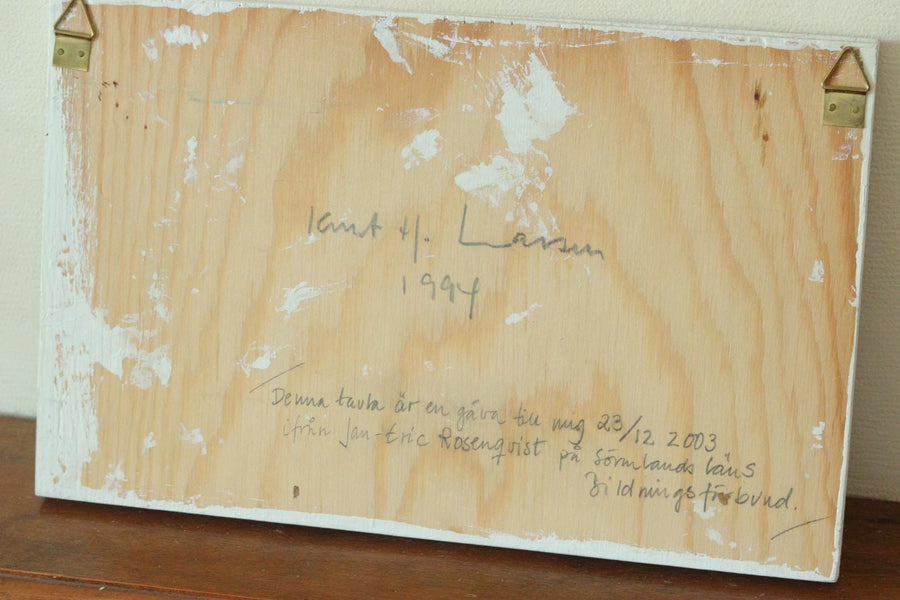 Knut H. Larsson
1994
Denna tavla är en gåva till mig 23/12 2003
ifrån Jan-Eric Rosenqvist på Sörmlands läns
Bildningsförbund.